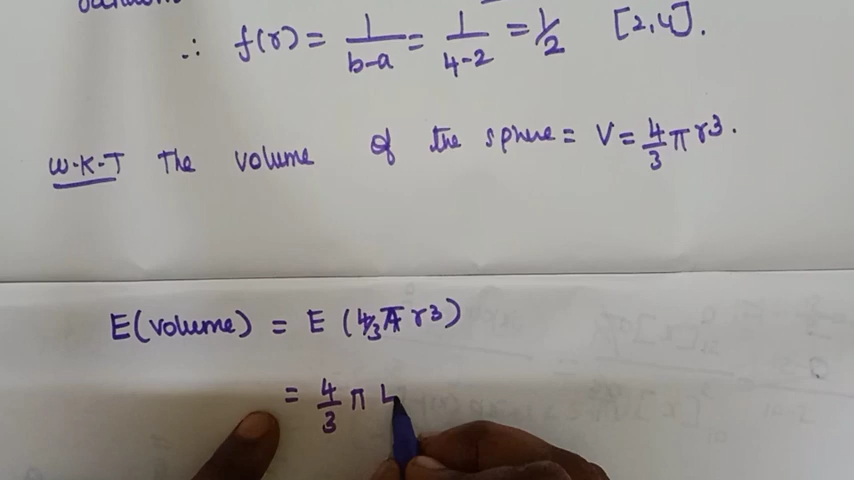 ∴ f(r) = 1/(b-a) = 1/(4-2) = 1/2 [2,4].
W.K.T The volume of the sphere = V = 4/3 π r3.
E(volume) = E (4/3 π r3)
= 4/3 π